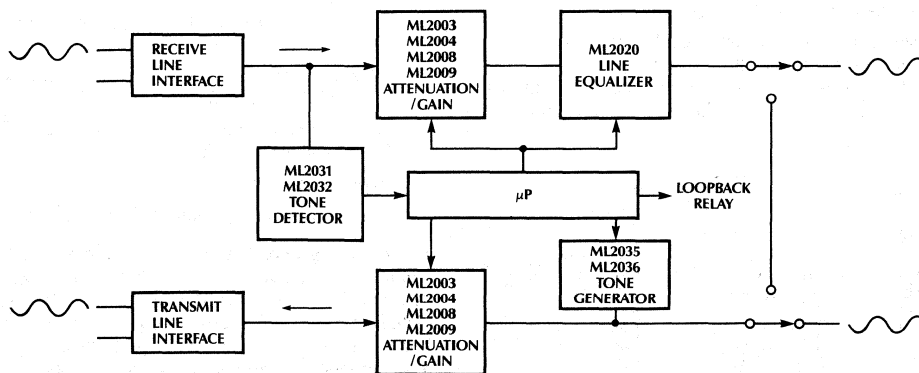 RECEIVE
LINE
INTERFACE
ML2003
ML2004
ML2008
ML2009
ATTENUATION
/GAIN
ML2020
LINE
EQUALIZER
ML2031
ML2032
TONE
DETECTOR
μP
LOOPBACK
RELAY
ML2035
ML2036
TONE
GENERATOR
TRANSMIT
LINE
INTERFACE
ML2003
ML2004
ML2008
ML2009
ATTENUATION
/GAIN